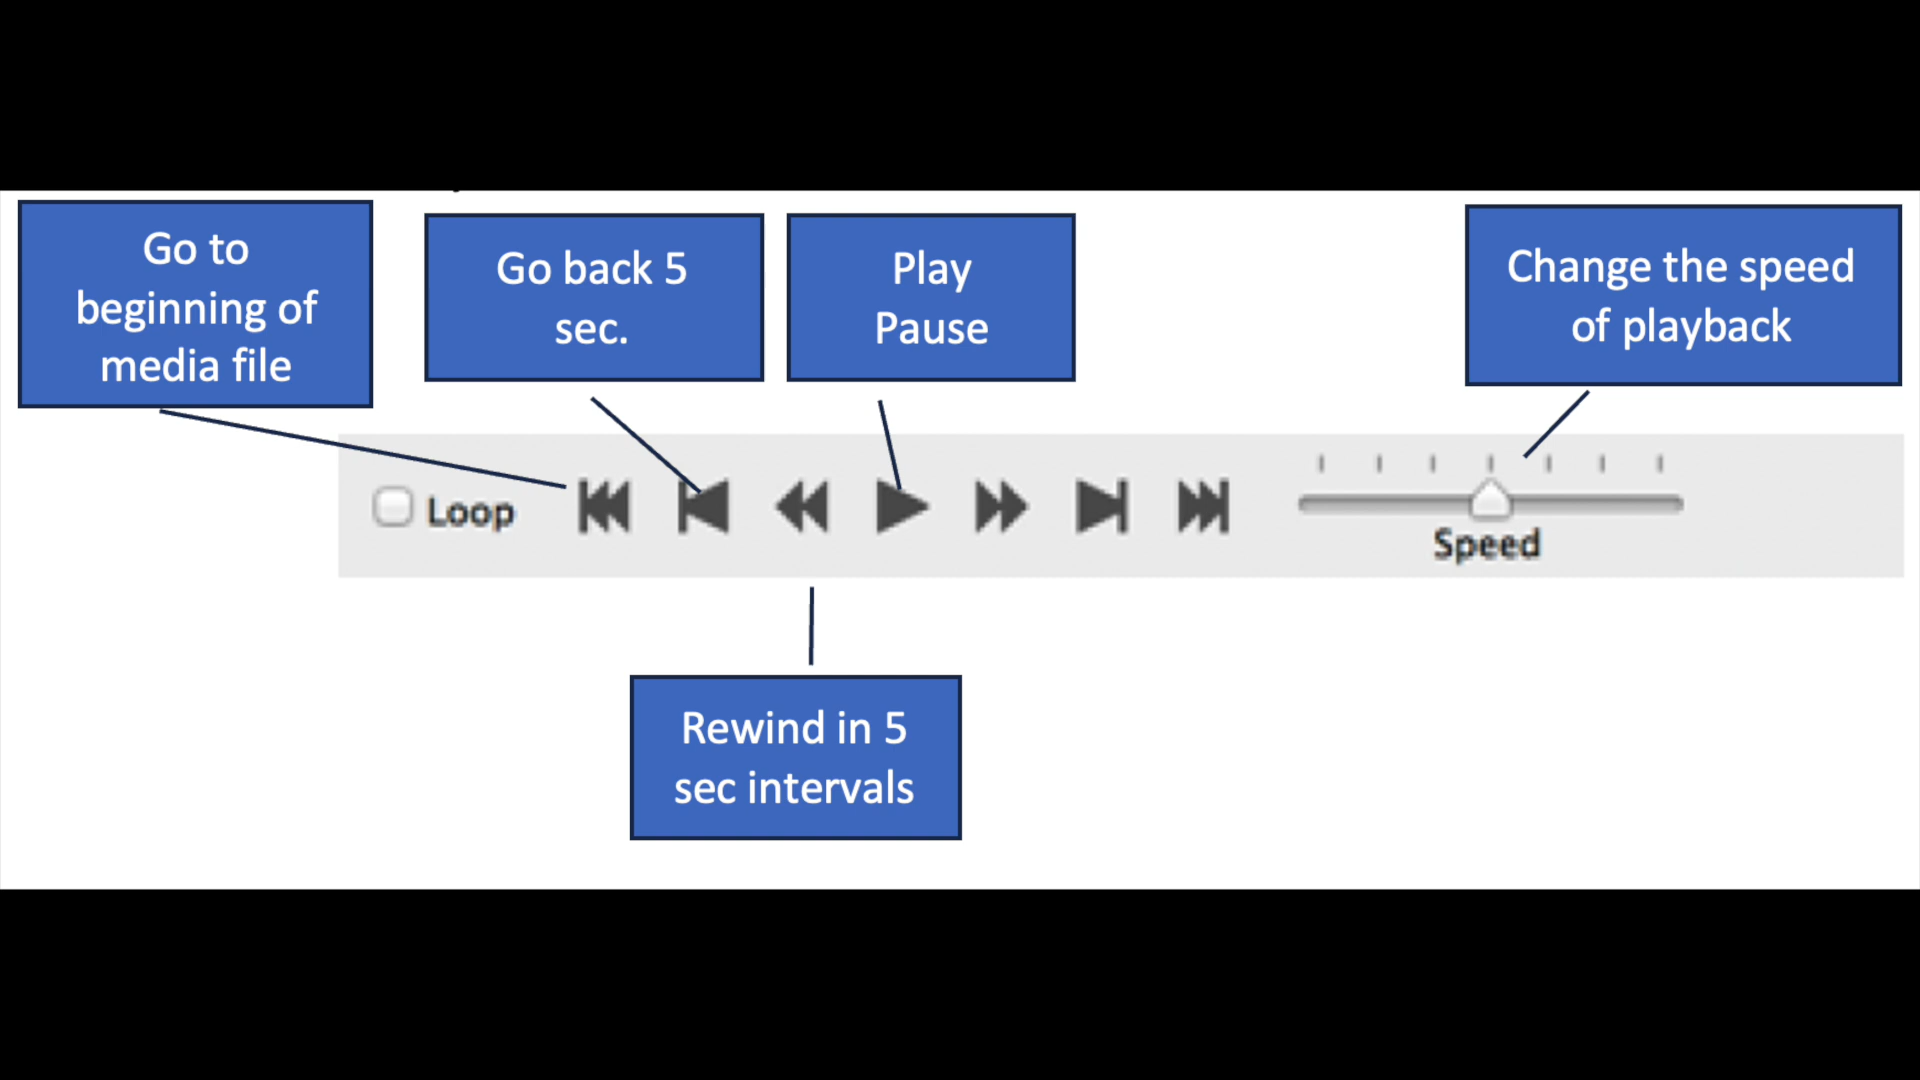 Go to
beginning of
media file
Go back 5
sec.
Play
Pause
Change the speed
of playback
Loop
Speed
Rewind in 5
sec intervals